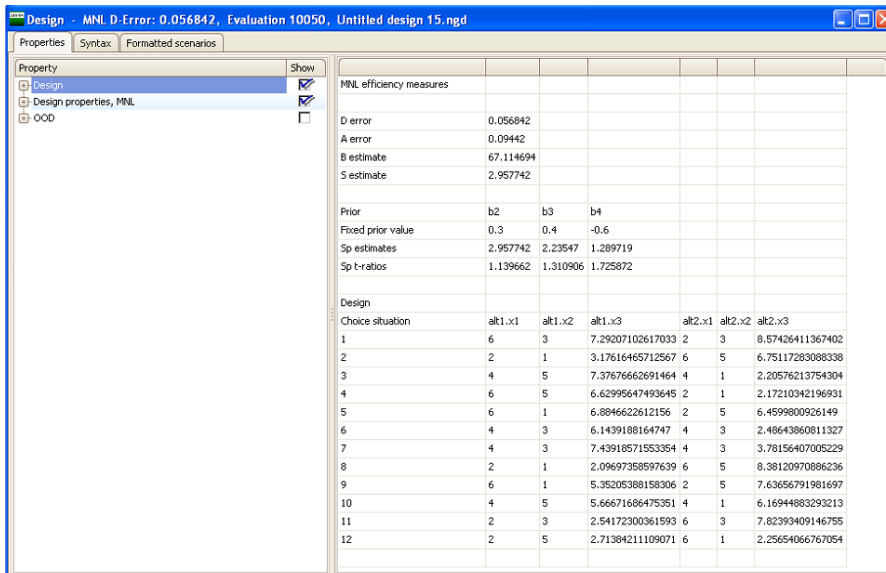 Design - MNL D-Error: 0.056842, Evaluation 10050, Untitled design 15.ngd
Properties Syntax Formatted scenarios
Property Show
Design
Design properties, MNL
OOD
MNL efficiency measures
D error 0.056842
A error 0.09442
B estimate 67.114694
S estimate 2.957742
Prior b2 b3 b4
Fixed prior value 0.3 0.4 -0.6
Sp estimates 2.957742 2.23547 1.289719
Sp t-ratios 1.139662 1.310906 1.725872
Design
Choice situation alt1.x1 alt1.x2 alt1.x3 alt2.x1 alt2.x2 alt2.x3
1 6 3 7.29207102617033 2 3 8.57426411367402
2 2 1 3.17616465712567 6 5 6.75117283088338
3 4 5 7.37676662691464 4 1 2.20576213754304
4 6 5 6.62995647493645 2 1 2.17210342196931
5 6 1 6.8846622612156 2 5 6.4599800926149
6 4 3 6.1439188164747 4 3 2.48643860811327
7 4 3 7.43918571553354 4 3 3.78156407005229
8 2 1 2.09697358597639 6 5 8.38120970886236
9 6 1 5.35205388158306 2 5 7.63656791981697
10 4 5 5.66671686475351 4 1 6.16944883293213
11 2 3 2.54172300361593 6 3 7.82393409146755
12 2 5 2.71384211109071 6 1 2.25654066767054